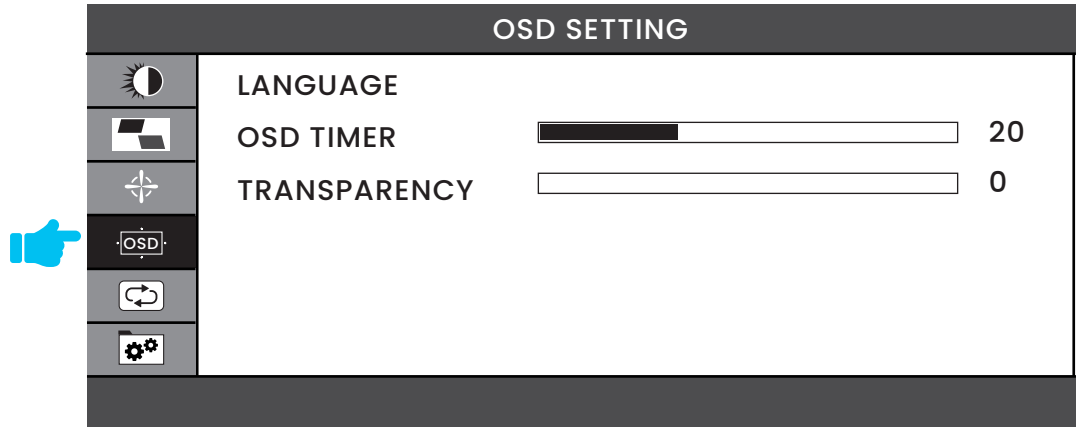 OSD SETTING
LANGUAGE
OSD TIMER 20
TRANSPARENCY 0
OSD